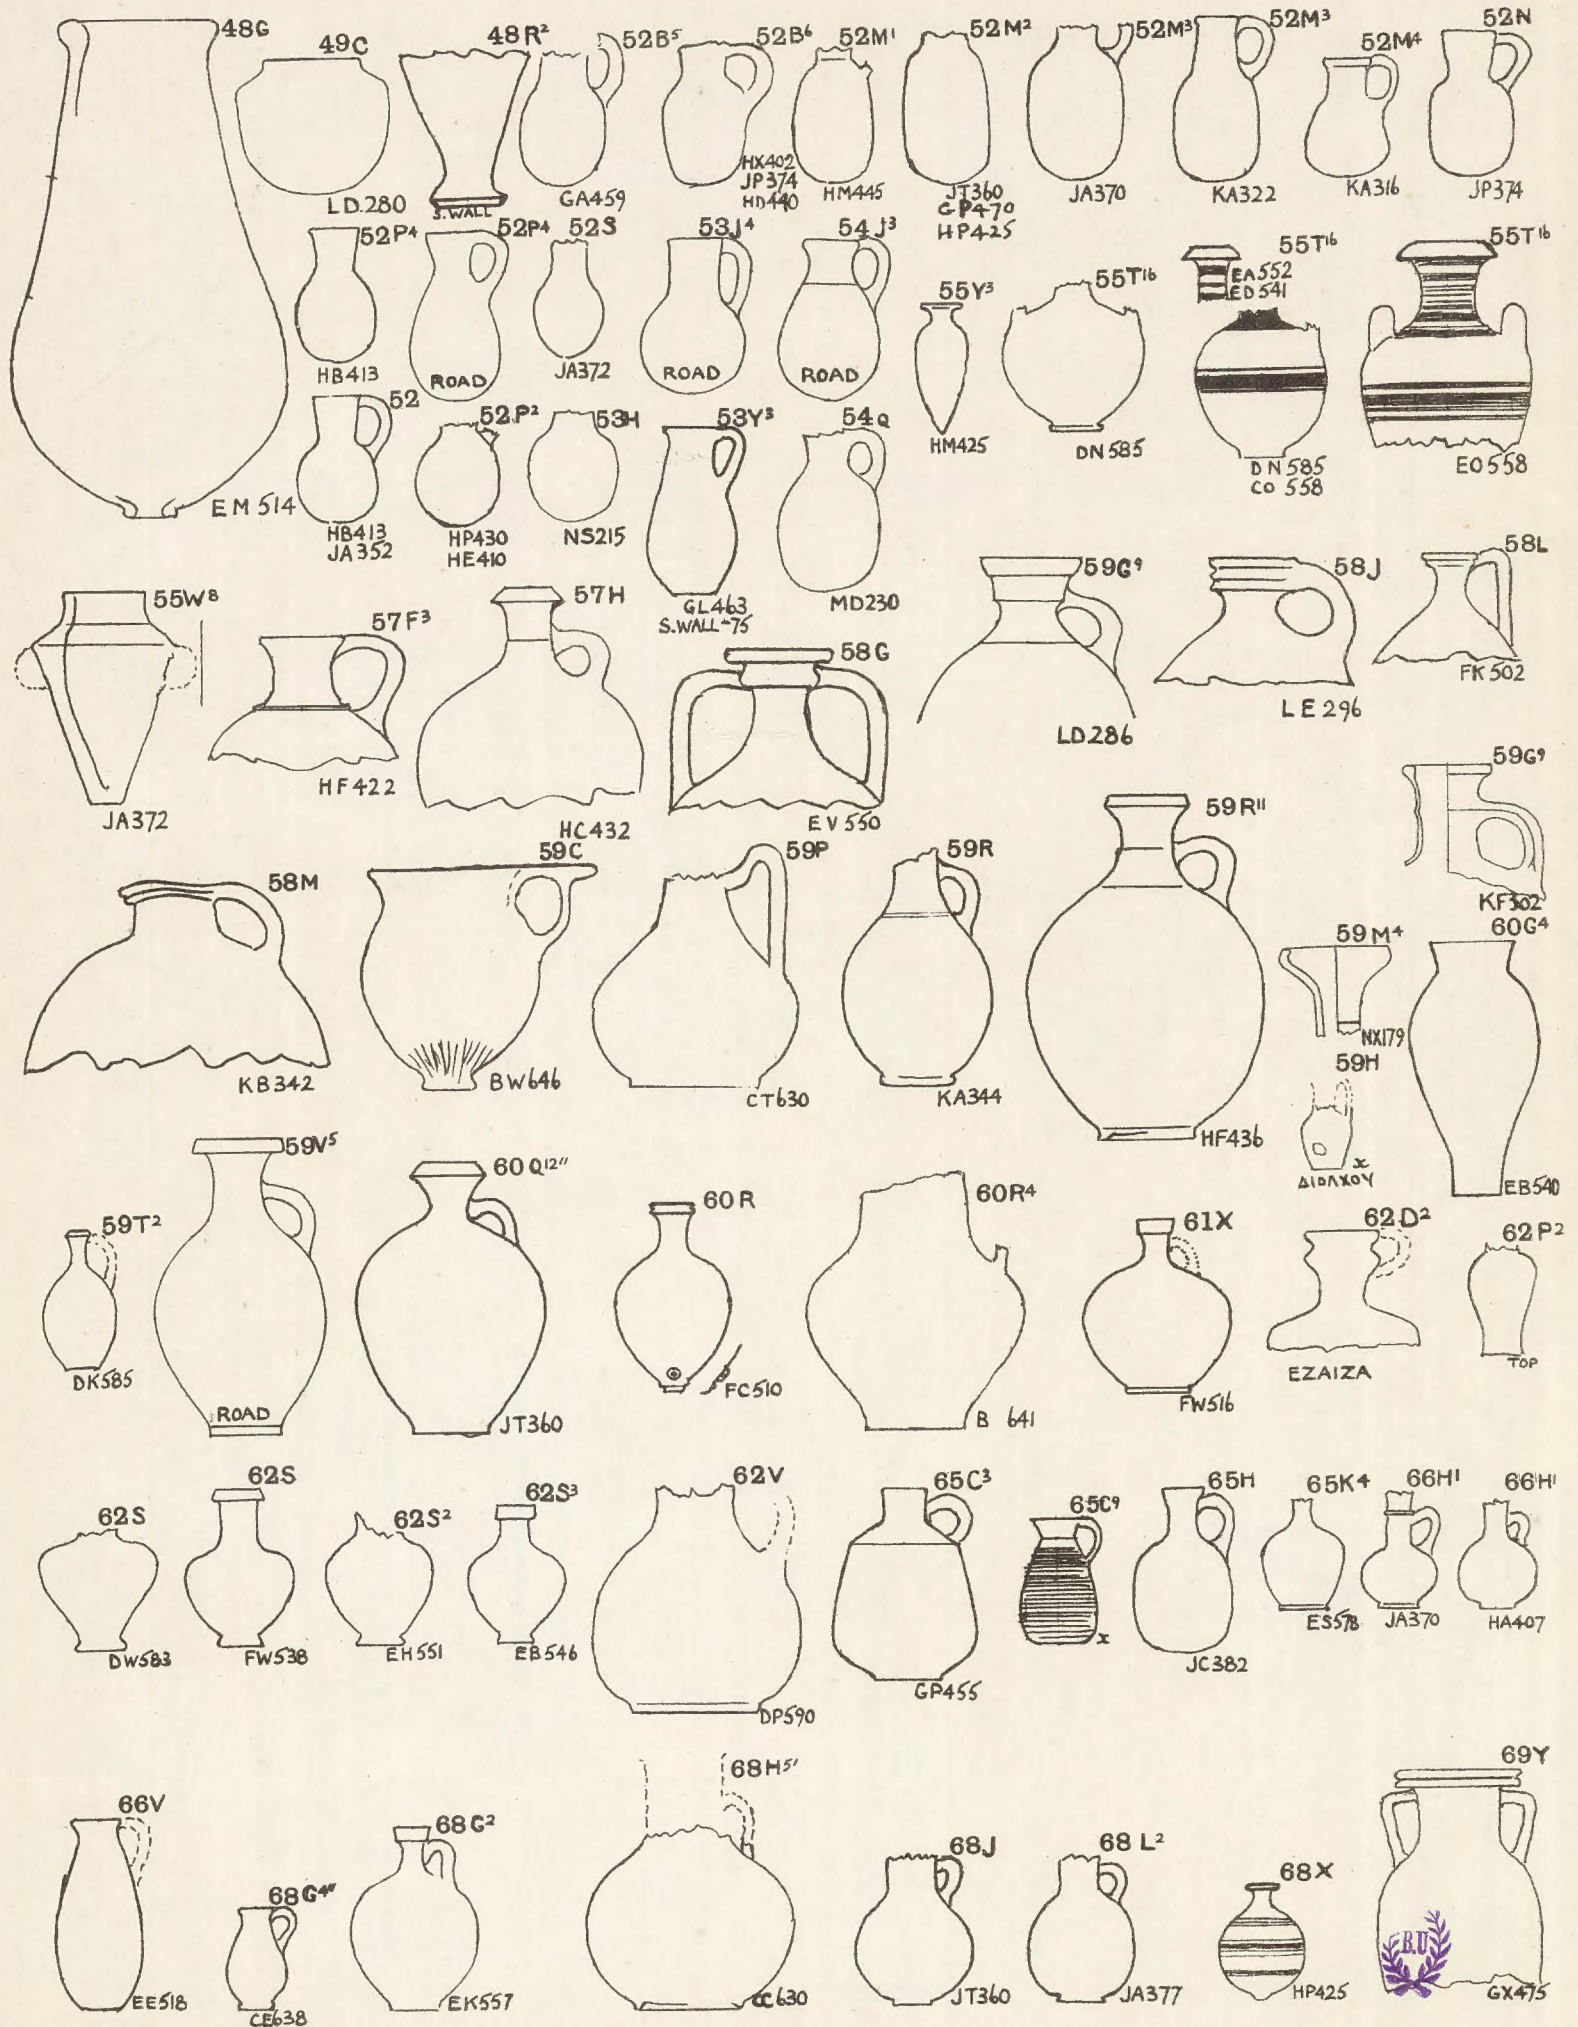 48G
49C
48R²
52B⁵
52B⁶
52M¹
52M²
52M³
52M³
52M⁴
52N
LD.280
S.WALL
GA459
HX402
JP374
HD440
HM445
JT360
GP470
HP425
JA370
KA322
KA316
JP374
52P⁴
52P⁴
52S
53J⁴
54J³
55Y³
55T¹⁶
55T¹⁶
EA552
ED541
55T¹⁶
HB413
ROAD
JA372
ROAD
ROAD
HM425
DN585
DN585
CO 558
EO558
EM 514
52
52P²
53H
53Y³
54Q
HB413
JA352
HP430
HE410
NS215
GL463
S.WALL-75
MD230
55W⁸
57F³
57H
58G
59G⁹
58J
58L
JA372
HF422
HC432
EV550
LD286
LE296
FK502
59G⁹
KF302
58M
59C
59P
59R
59R¹¹
59M⁴
60G⁴
KB342
BW646
CT630
KA344
HF436
NX179
59H
x
ΔΙΟΛΧΟΥ
EB540
59T²
59V⁵
60Q¹²″
60R
60R⁴
61X
62D²
62P²
DK585
ROAD
JT360
FC510
B 641
FW516
EZAIZA
TOP
62S
62S
62S²
62S³
62V
65C³
65C⁹
65H
65K⁴
66H¹
66H¹
DW583
FW538
EH551
EB546
DP590
GP455
x
JC382
ES578
JA370
HA407
66V
68G⁴″
68G²
68H⁵′
68J
68L²
68X
69Y
B.U
EE518
CE638
EK557
CC630
JT360
JA377
HP425
GX475